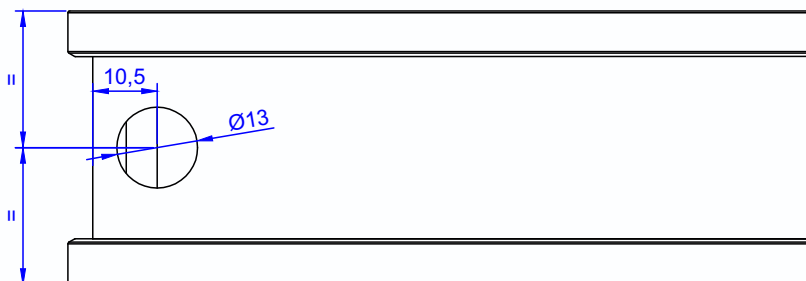 10,5
Ø13
=
=